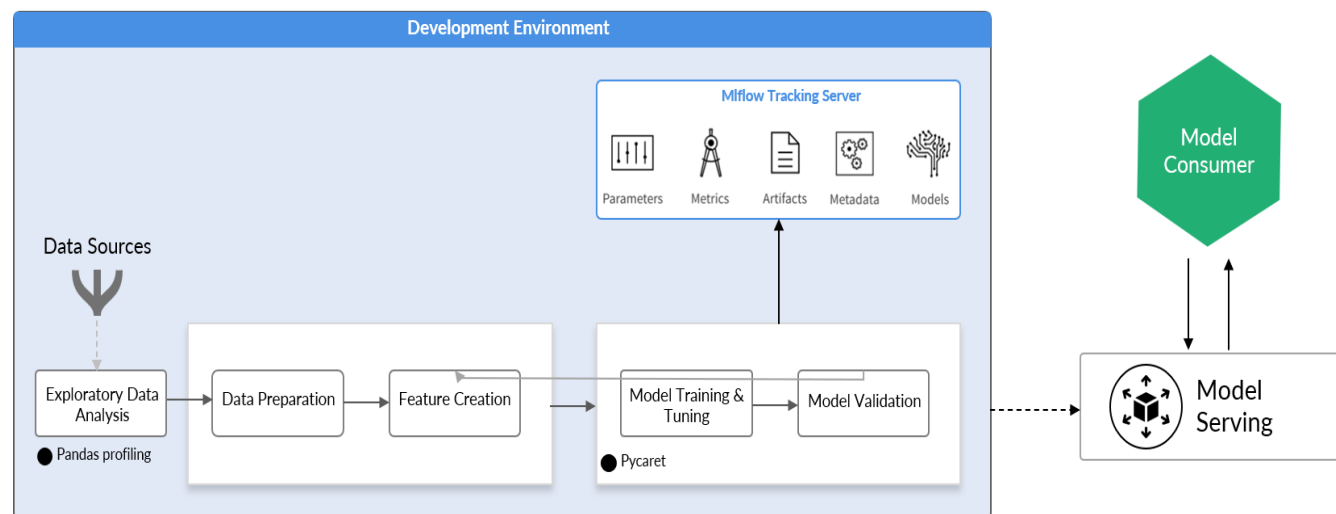 Development Environment
Mlflow Tracking Server
Parameters
Metrics
Artifacts
Metadata
Models
Model
Consumer
Data Sources
Exploratory Data
Analysis
Pandas profiling
Data Preparation
Feature Creation
Model Training &
Tuning
Model Validation
Pycaret
Model
Serving